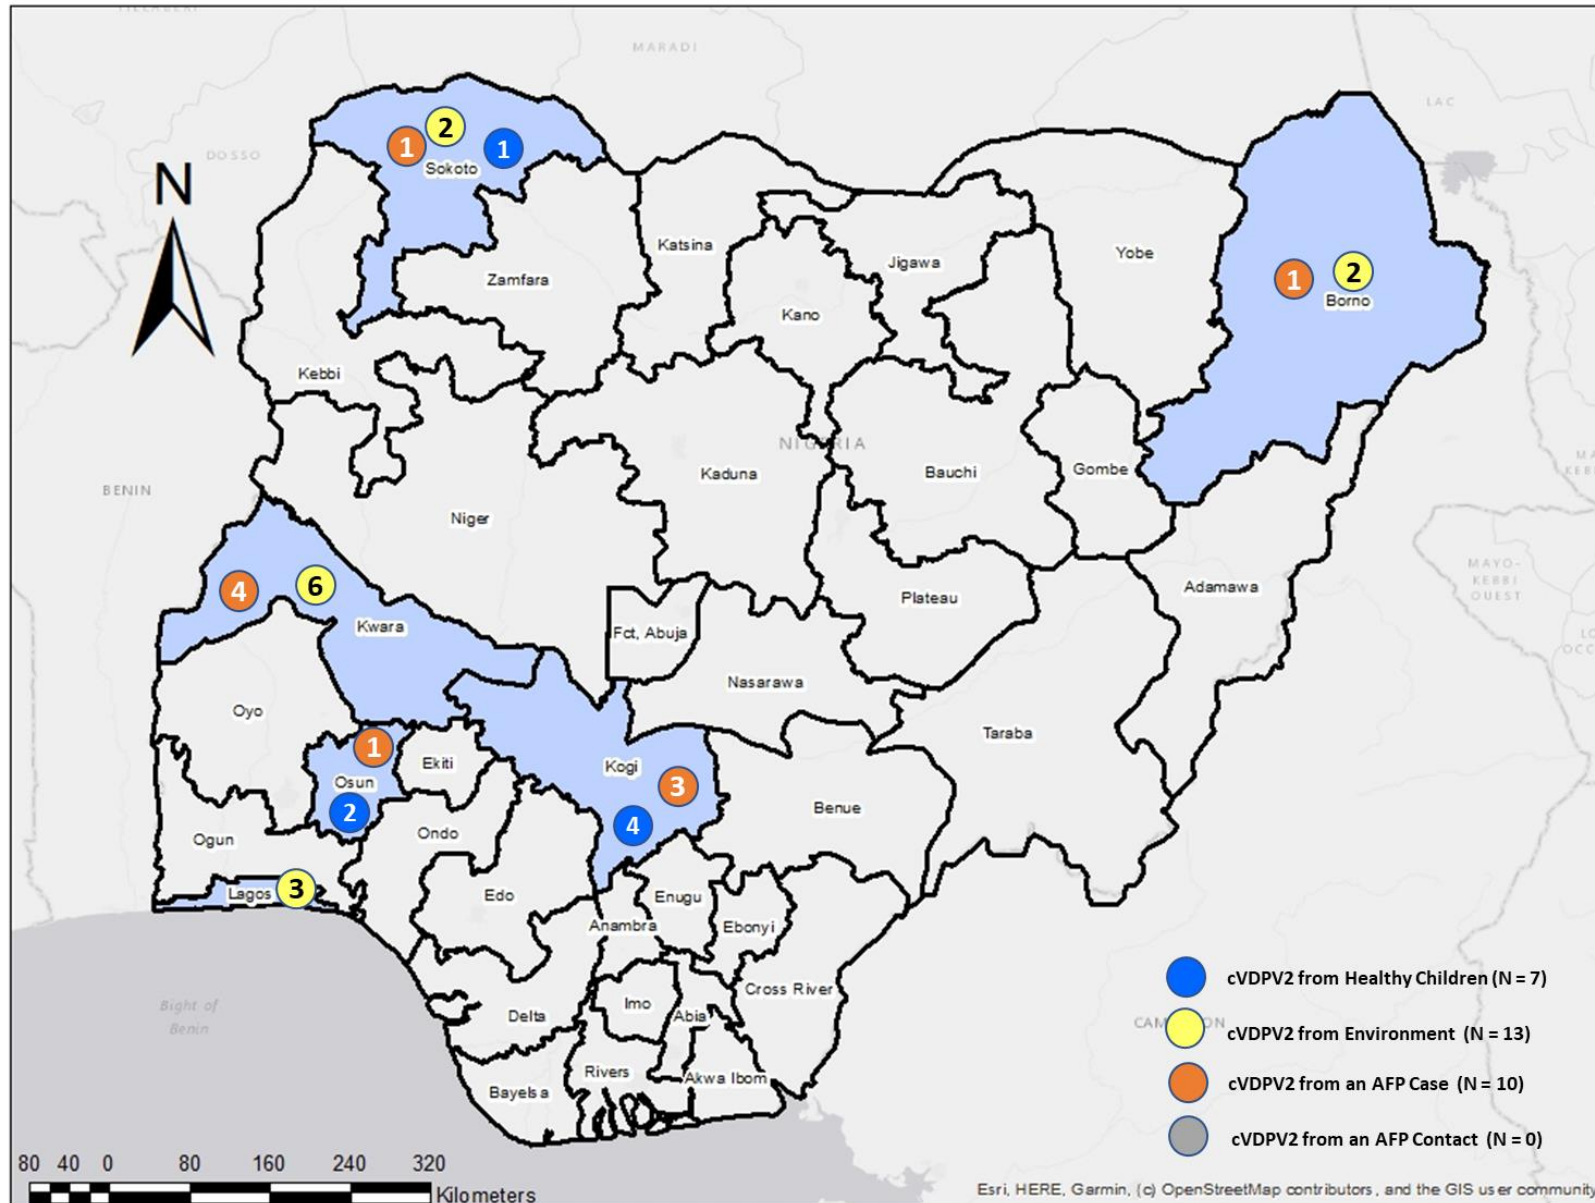 MARADI
LAC
DOSSO
N
1
2
1
Sokoto
Katsina
Jigawa
Yobe
Zamfara
Kano
1
2
Borno
Kebbi
NIGERIA
Kaduna
Bauchi
Gombe
BENIN
Niger
4
6
Kwara
Fct, Abuja
Plateau
Adamawa
MAYO-
KEBBI
OUEST
Nasarawa
Oyo
Taraba
1
Ekiti
Kogi
3
Osun
2
4
Benue
Ogun
Ondo
Lagos
3
Edo
Enugu
Anambra
Ebonyi
Cross River
Imo
Abia
Delta
Bight of
Benin
Rivers
Akwa Ibom
Bayelsa
cVDPV2 from Healthy Children (N = 7)
cVDPV2 from Environment (N = 13)
cVDPV2 from an AFP Case (N = 10)
cVDPV2 from an AFP Contact (N = 0)
80 40 0 80 160 240 320
Kilometers
Esri, HERE, Garmin, (c) OpenStreetMap contributors, and the GIS user community